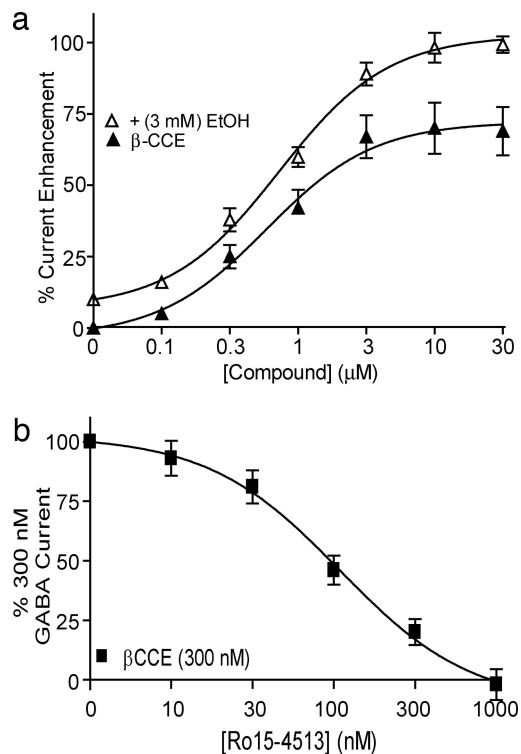 a
100
75
50
25
0
% Current Enhancement
+ (3 mM) EtOH
β-CCE
0 0.1 0.3 1 3 10 30
[Compound] (μM)
b
100
75
50
25
0
% 300 nM
GABA Current
βCCE (300 nM)
0 10 30 100 300 1000
[Ro15-4513] (nM)